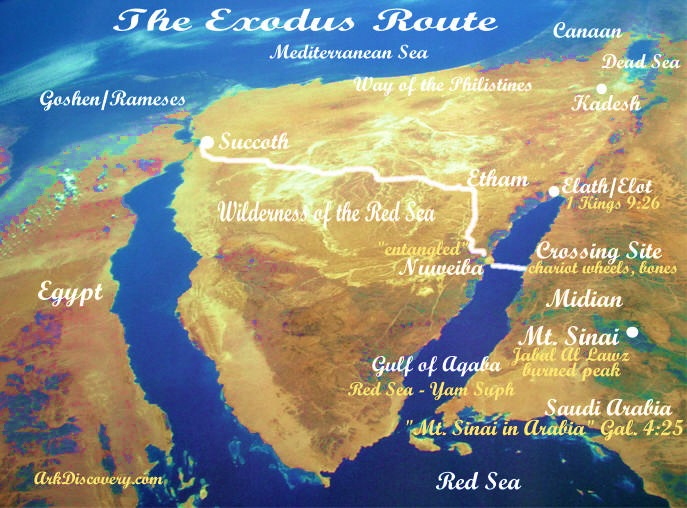 The Exodus Route
Mediterranean Sea
Canaan
Dead Sea
Way of the Philistines
Kadesh
Goshen/Rameses
Succoth
Etham
Elath/Elot
1 Kings 9:26
Wilderness of the Red Sea
"entangled"
Nuweiba
Crossing Site
chariot wheels, bones
Egypt
Midian
Mt. Sinai
Jabal Al Lawz
burned peak
Gulf of Aqaba
Red Sea - Yam Suph
Saudi Arabia
"Mt. Sinai in Arabia" Gal. 4:25
ArkDiscovery.com
Red Sea